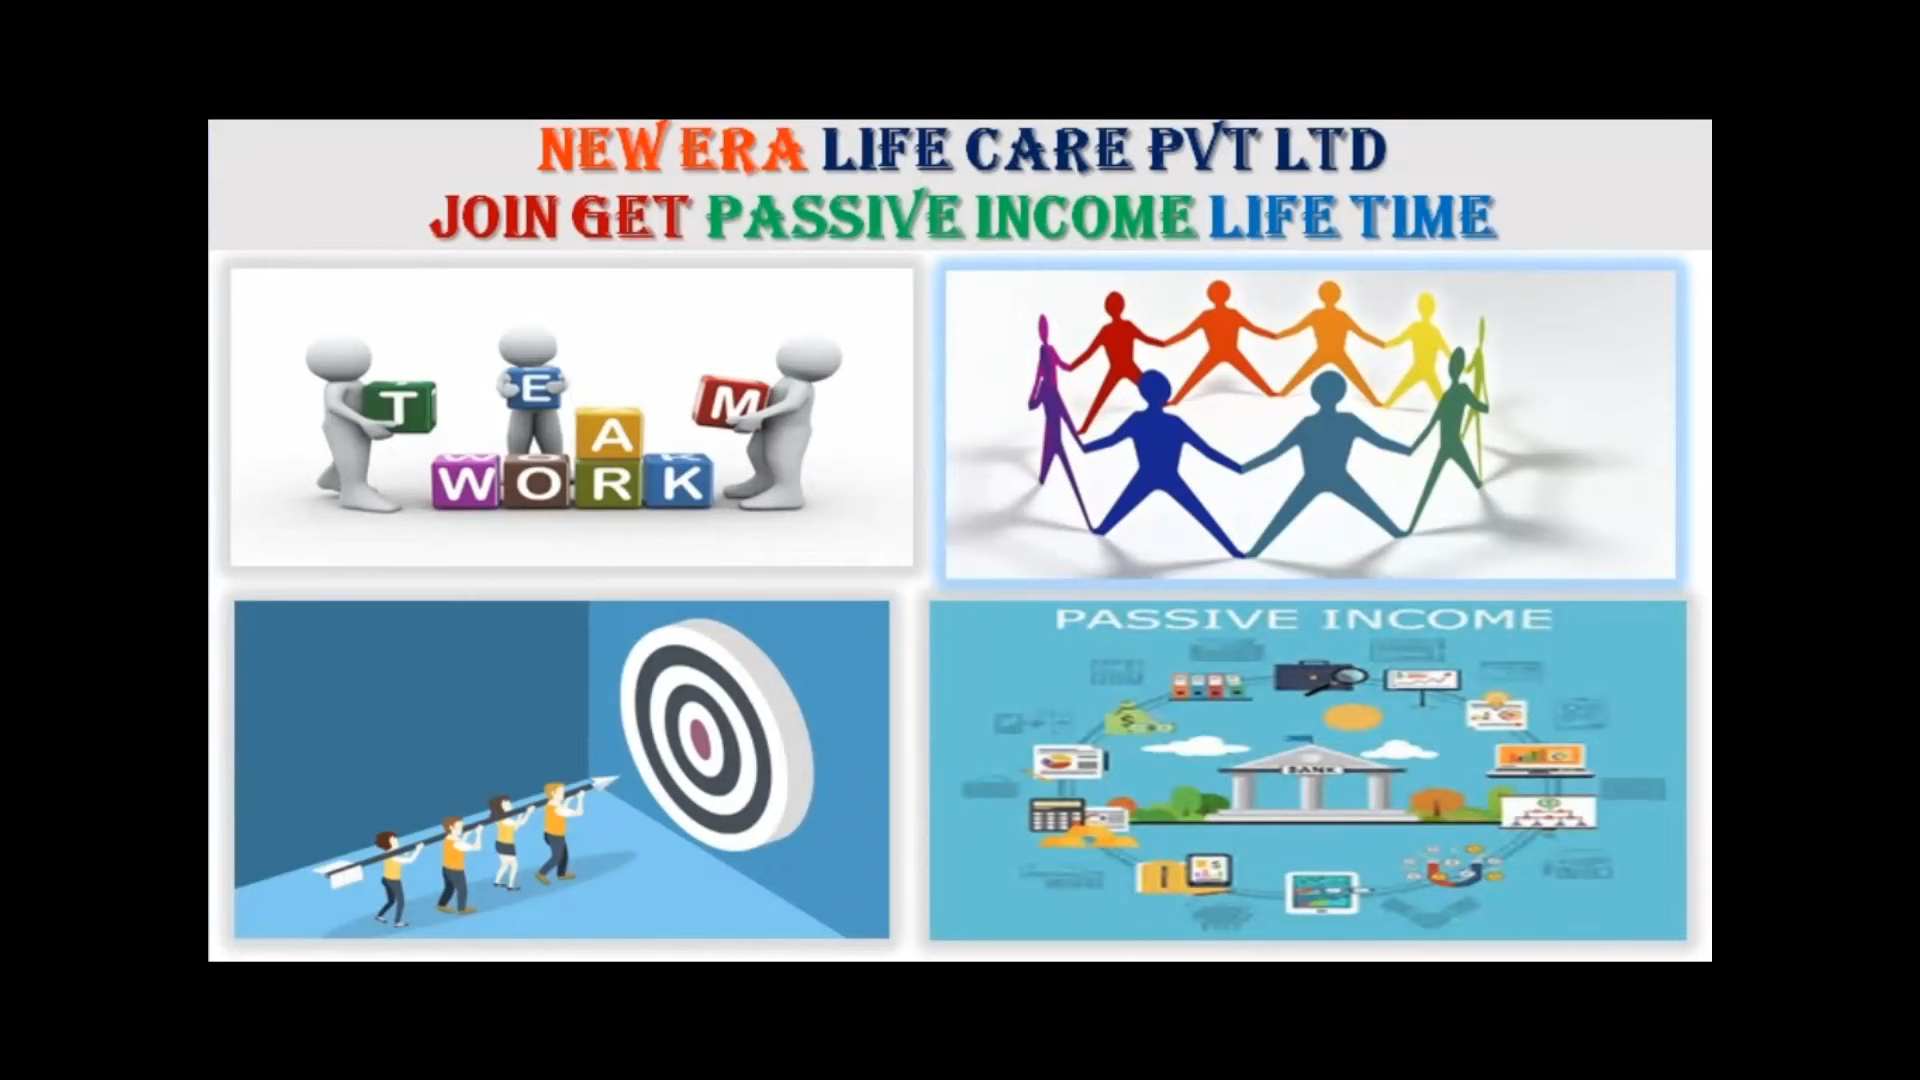 NEW ERA LIFE CARE PVT LTD
JOIN GET PASSIVE INCOME LIFE TIME
T E A M
WORK
PASSIVE INCOME
BANK